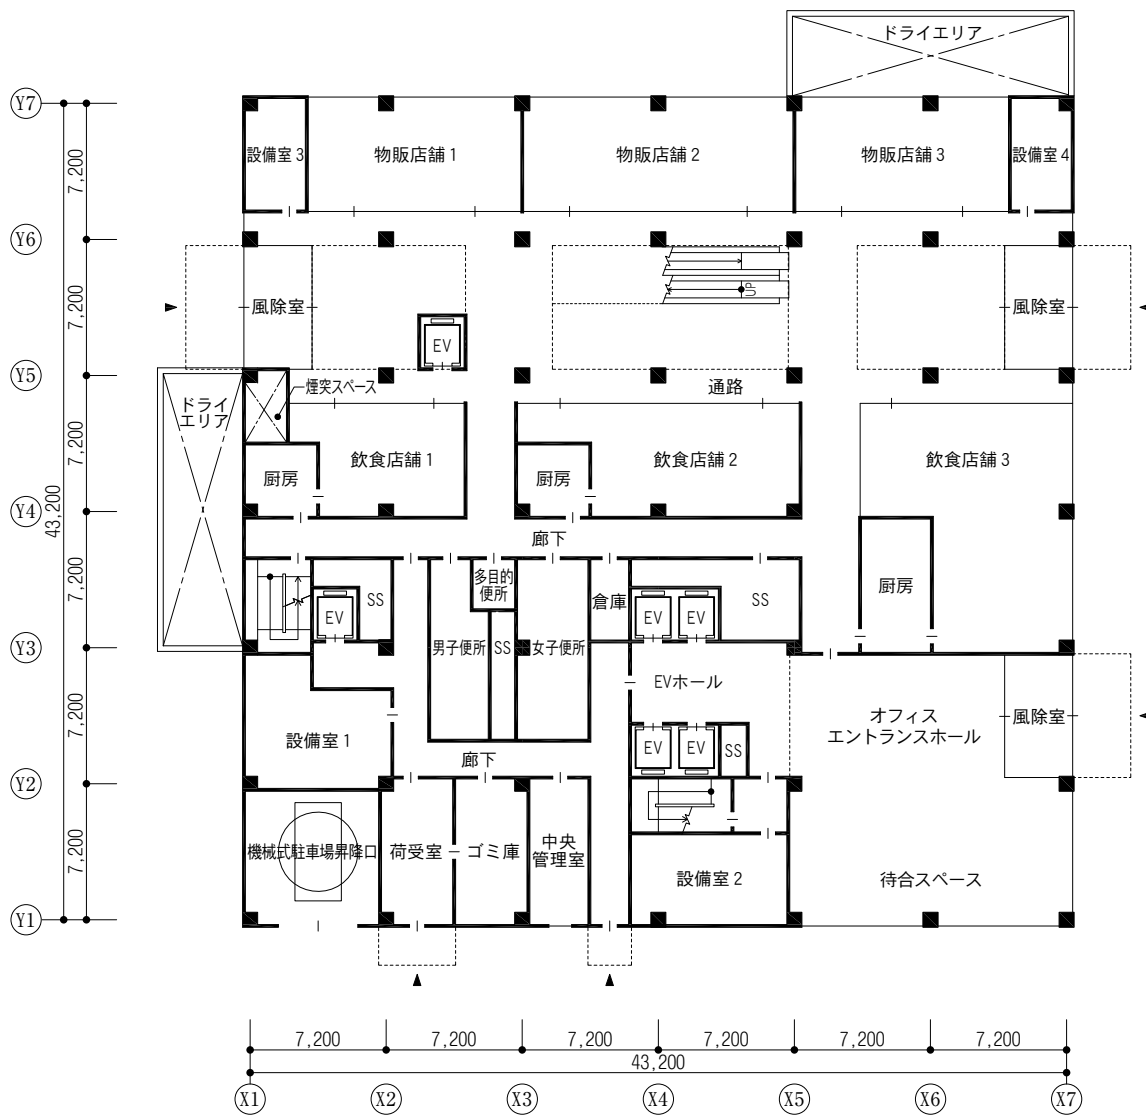 ドライエリア
Y7
設備室3
物販店舗1
物販店舗2
物販店舗3
設備室4
7,200
Y6
UP
7,200
風除室
風除室
EV
Y5
煙突スペース
通路
ドライ
エリア
7,200
飲食店舗1
飲食店舗2
飲食店舗3
厨房
厨房
Y4
43,200
廊下
7,200
多目的
便所
厨房
SS
倉庫
SS
EV
EV
EV
Y3
男子便所
SS
女子便所
EVホール
7,200
オフィス
エントランスホール
風除室
設備室1
EV
EV
SS
廊下
Y2
7,200
機械式駐車場昇降口
荷受室
ゴミ庫
中央
管理室
設備室2
待合スペース
Y1
7,200
7,200
7,200
7,200
7,200
7,200
43,200
X1
X2
X3
X4
X5
X6
X7